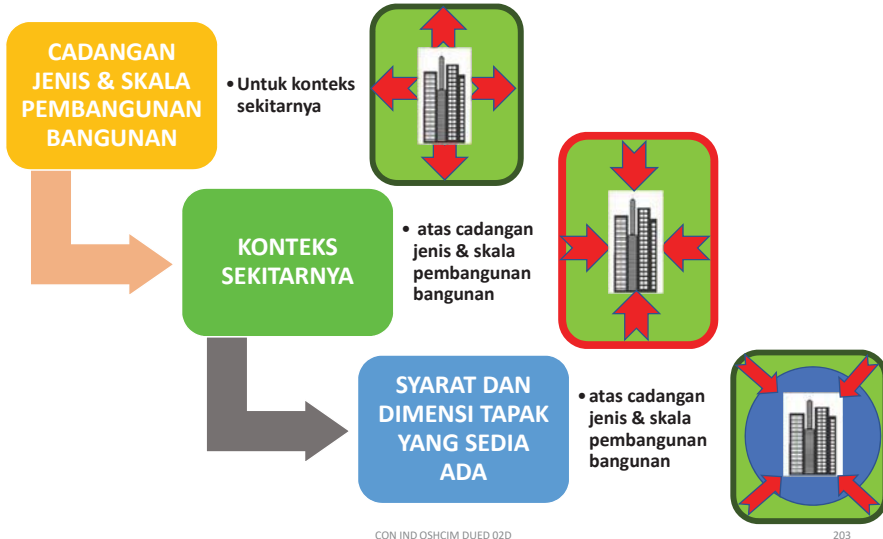 CADANGAN
JENIS & SKALA
PEMBANGUNAN
BANGUNAN
• Untuk konteks
sekitarnya
KONTEKS
SEKITARNYA
• atas cadangan
jenis & skala
pembangunan
bangunan
SYARAT DAN
DIMENSI TAPAK
YANG SEDIA
ADA
• atas cadangan
jenis & skala
pembangunan
bangunan
CON IND OSHCIM DUED 02D
203